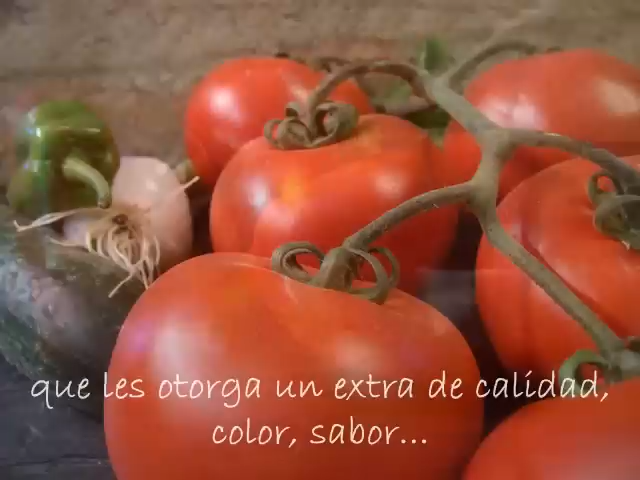 que les otorga un extra de calidad,
color, sabor...